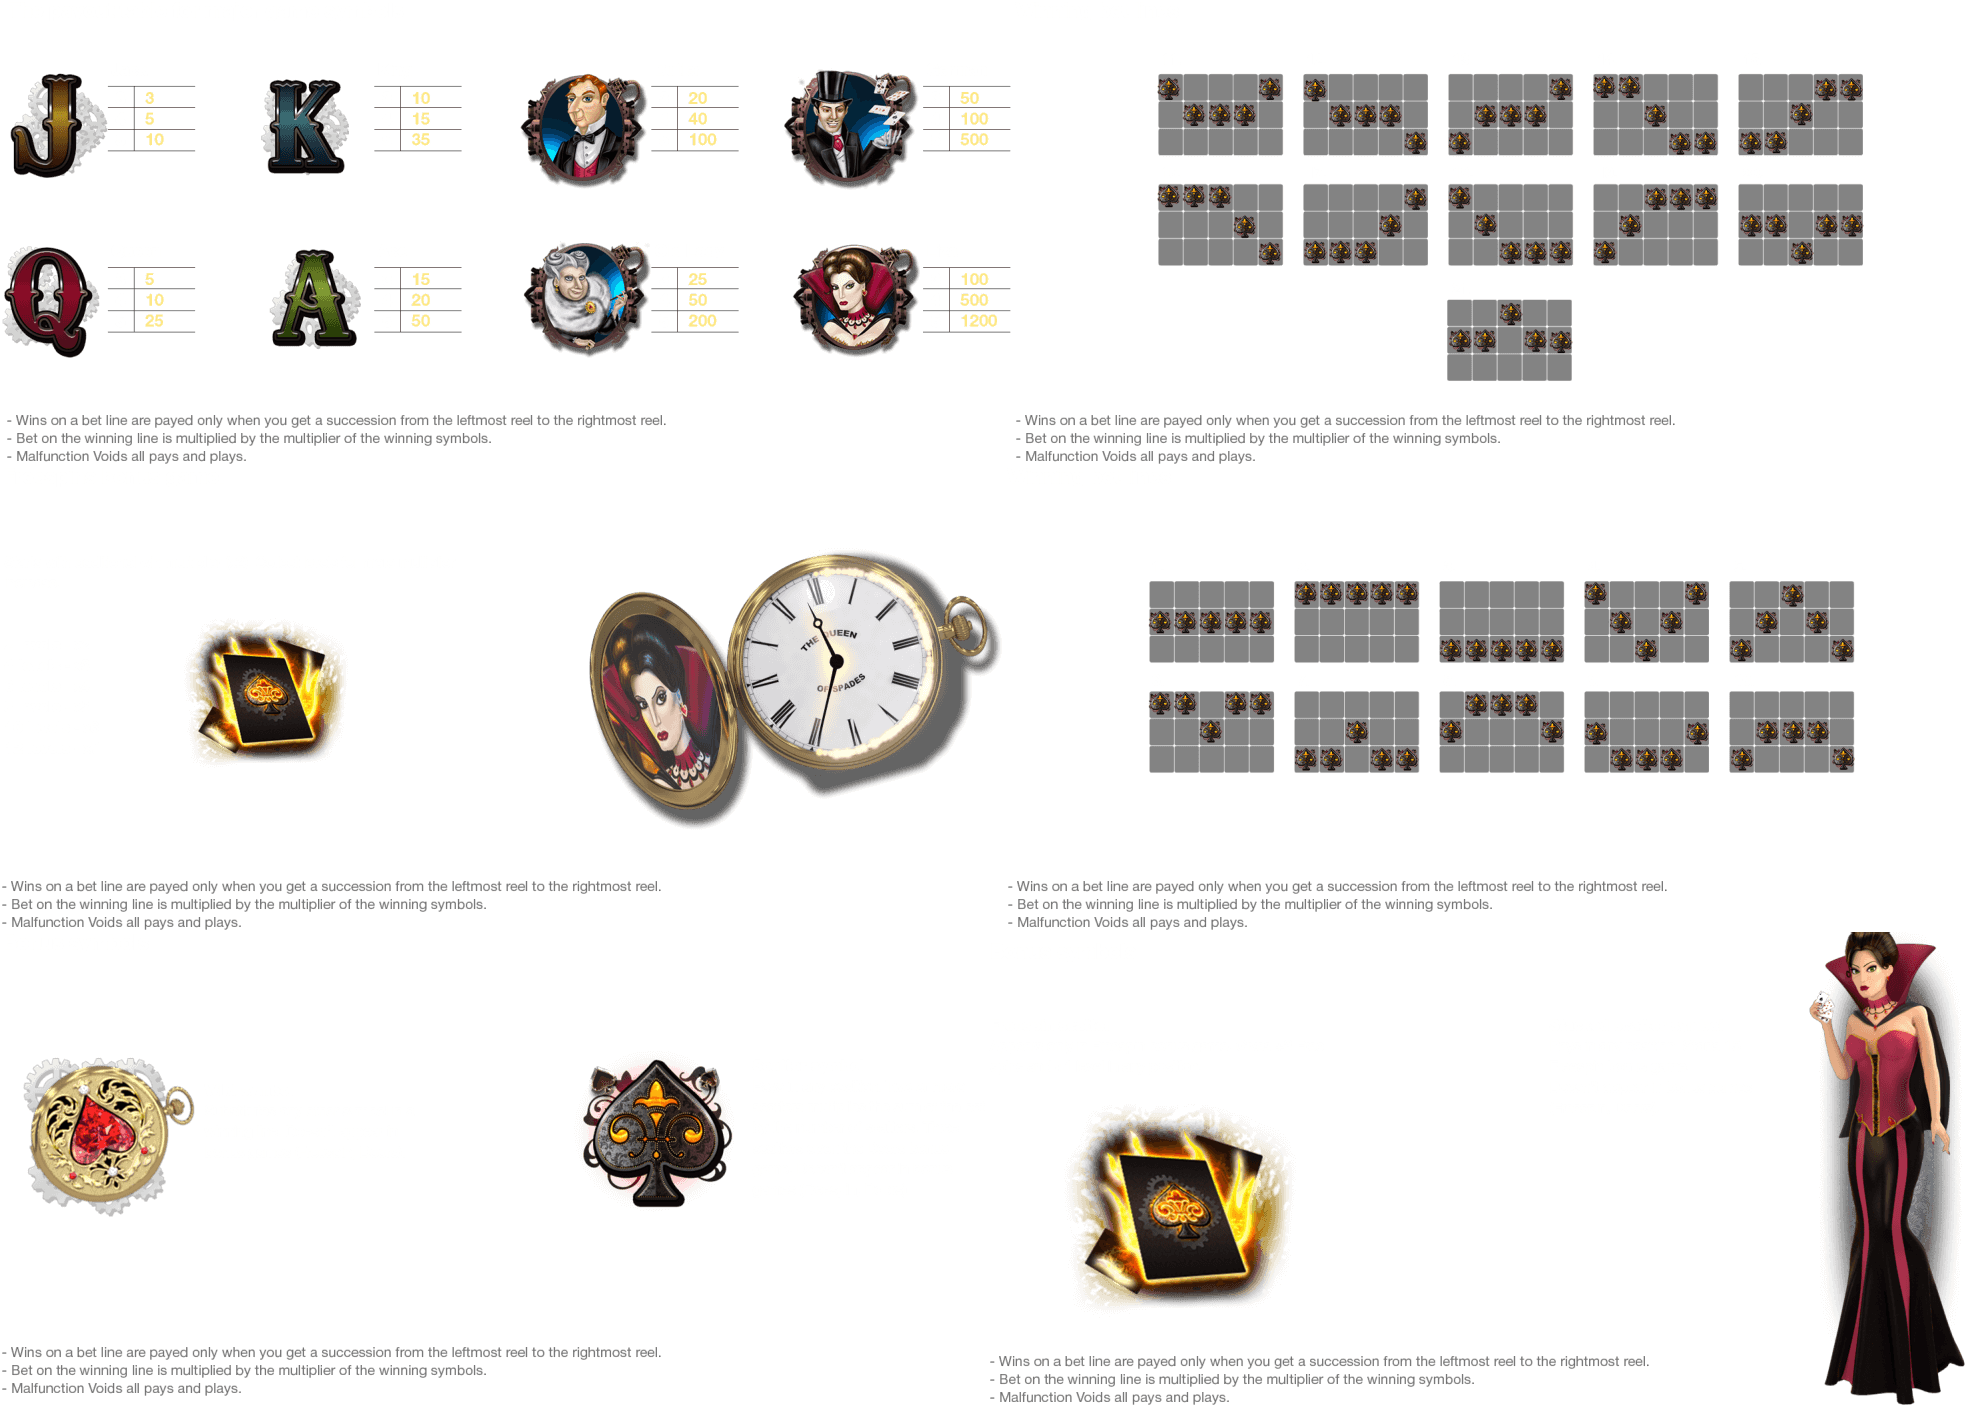 J
3
5
10
K
10
15
35
20
40
100
50
100
500
Q
5
10
25
A
15
20
50
25
50
200
100
500
1200
- Wins on a bet line are payed only when you get a succession from the leftmost reel to the rightmost reel.
- Bet on the winning line is multiplied by the multiplier of the winning symbols.
- Malfunction Voids all pays and plays.
- Wins on a bet line are payed only when you get a succession from the leftmost reel to the rightmost reel.
- Bet on the winning line is multiplied by the multiplier of the winning symbols.
- Malfunction Voids all pays and plays.
THE QUEEN
OF SPADES
- Wins on a bet line are payed only when you get a succession from the leftmost reel to the rightmost reel.
- Bet on the winning line is multiplied by the multiplier of the winning symbols.
- Malfunction Voids all pays and plays.
- Wins on a bet line are payed only when you get a succession from the leftmost reel to the rightmost reel.
- Bet on the winning line is multiplied by the multiplier of the winning symbols.
- Malfunction Voids all pays and plays.
- Wins on a bet line are payed only when you get a succession from the leftmost reel to the rightmost reel.
- Bet on the winning line is multiplied by the multiplier of the winning symbols.
- Malfunction Voids all pays and plays.
- Wins on a bet line are payed only when you get a succession from the leftmost reel to the rightmost reel.
- Bet on the winning line is multiplied by the multiplier of the winning symbols.
- Malfunction Voids all pays and plays.